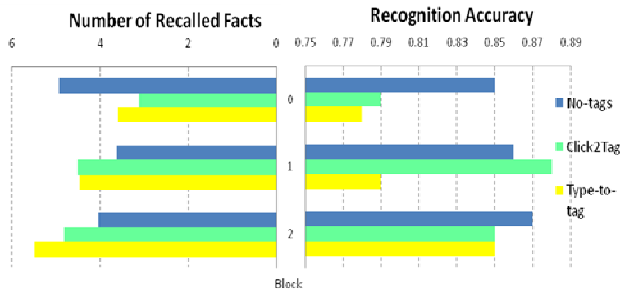 Number of Recalled Facts
Recognition Accuracy
6 4 2 0
0.75 0.77 0.79 0.81 0.83 0.85 0.87 0.89
0
1
2
No-tags
Click2Tag
Type-to-
tag
Block